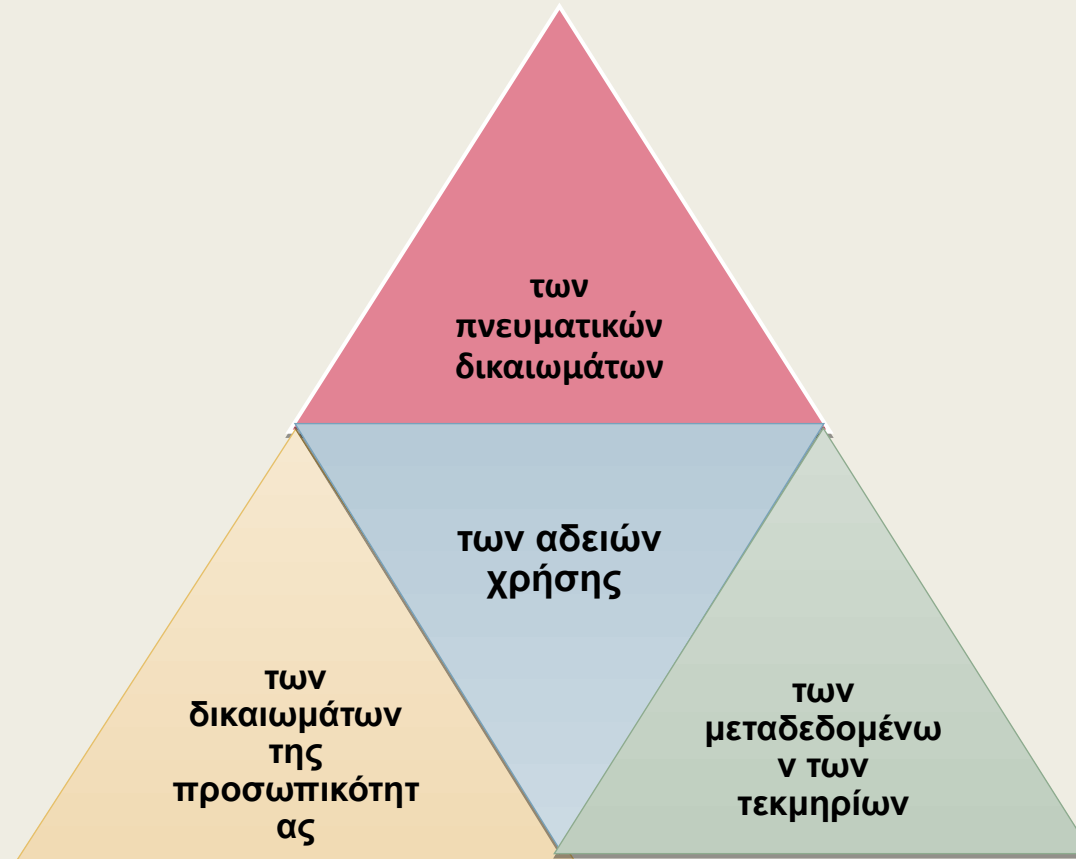 των
πνευματικών
δικαιωμάτων
των αδειών
χρήσης
των
δικαιωμάτων
της
προσωπικότητ
ας
των
μεταδεδομένω
ν των
τεκμηρίων